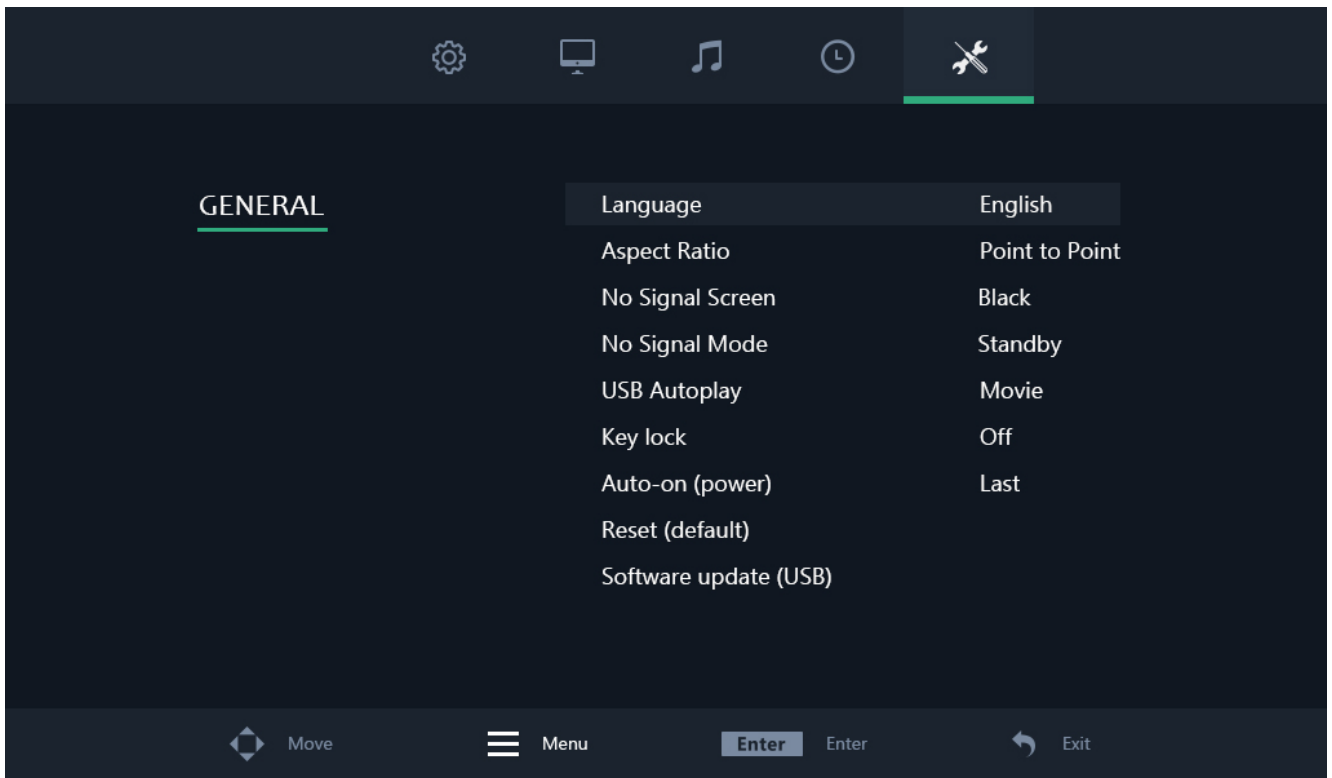 GENERAL
Language English
Aspect Ratio Point to Point
No Signal Screen Black
No Signal Mode Standby
USB Autoplay Movie
Key lock Off
Auto-on (power) Last
Reset (default)
Software update (USB)
Move Menu Enter Enter Exit